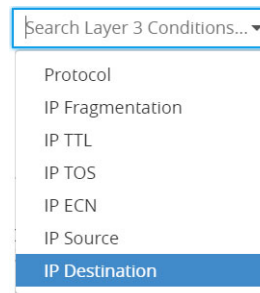 Search Layer 3 Conditions...
Protocol
IP Fragmentation
IP TTL
IP TOS
IP ECN
IP Source
IP Destination